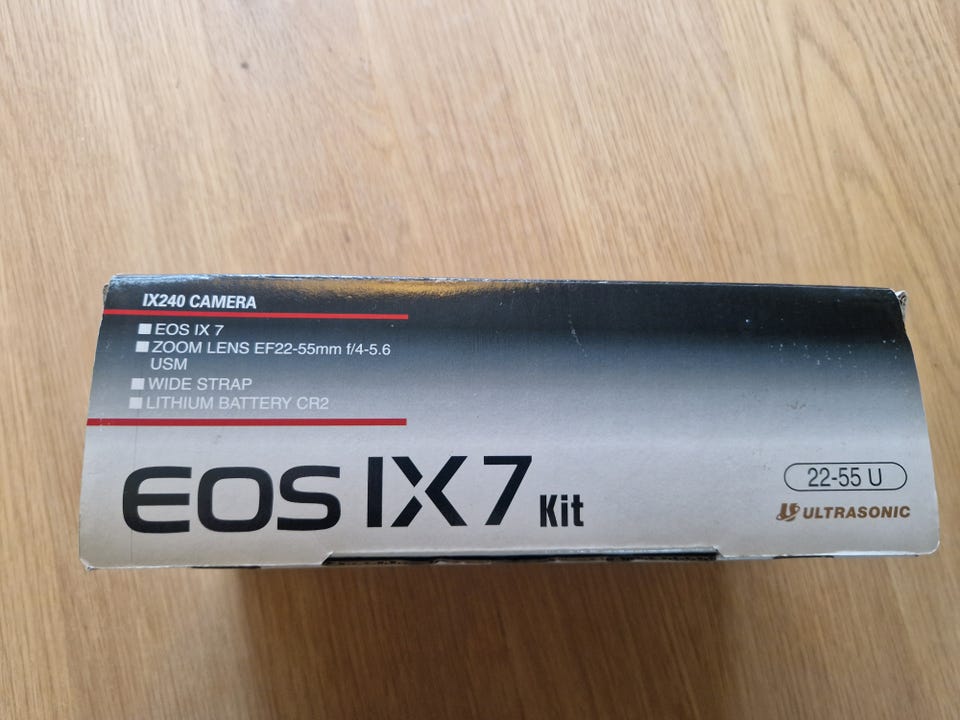 IX240 CAMERA
EOS IX 7
ZOOM LENS EF22-55mm f/4-5.6
USM
WIDE STRAP
LITHIUM BATTERY CR2
EOS IX 7 Kit
22-55 U
ULTRASONIC